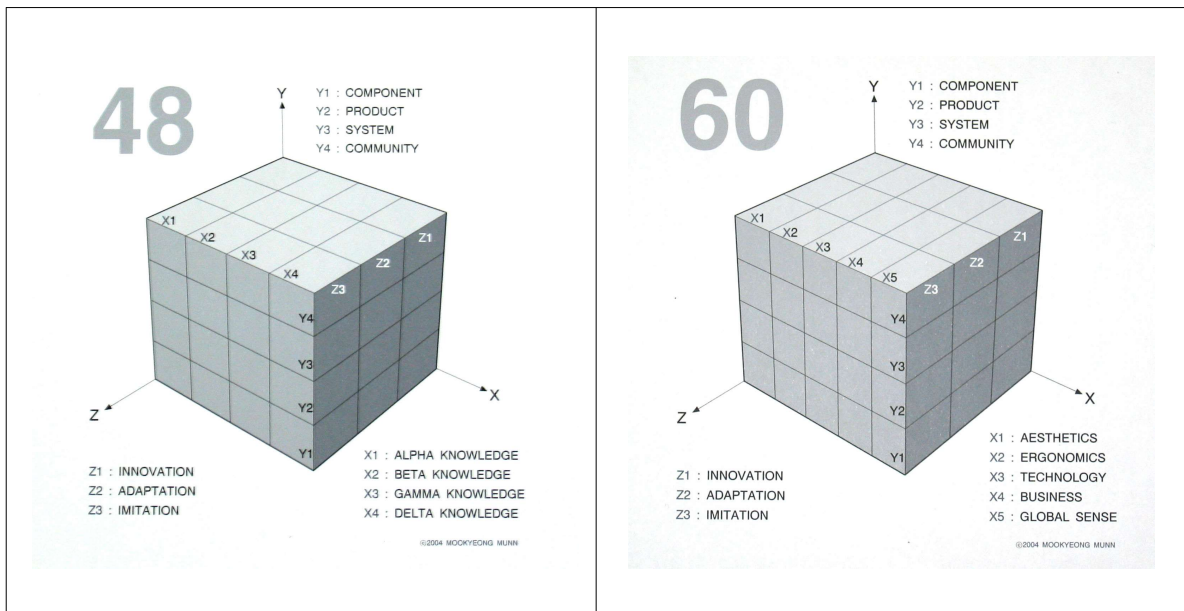 48
Y
Y1 : COMPONENT
Y2 : PRODUCT
Y3 : SYSTEM
Y4 : COMMUNITY
X1
X2
X3
X4
Z1
Z2
Z3
Y4
Y3
Y2
Y1
Z
X
Z1 : INNOVATION
Z2 : ADAPTATION
Z3 : IMITATION
X1 : ALPHA KNOWLEDGE
X2 : BETA KNOWLEDGE
X3 : GAMMA KNOWLEDGE
X4 : DELTA KNOWLEDGE
©2004 MOOKYEONG MUNN
60
Y
Y1 : COMPONENT
Y2 : PRODUCT
Y3 : SYSTEM
Y4 : COMMUNITY
X1
X2
X3
X4
X5
Z1
Z2
Z3
Y4
Y3
Y2
Y1
Z
X
Z1 : INNOVATION
Z2 : ADAPTATION
Z3 : IMITATION
X1 : AESTHETICS
X2 : ERGONOMICS
X3 : TECHNOLOGY
X4 : BUSINESS
X5 : GLOBAL SENSE
©2004 MOOKYEONG MUNN